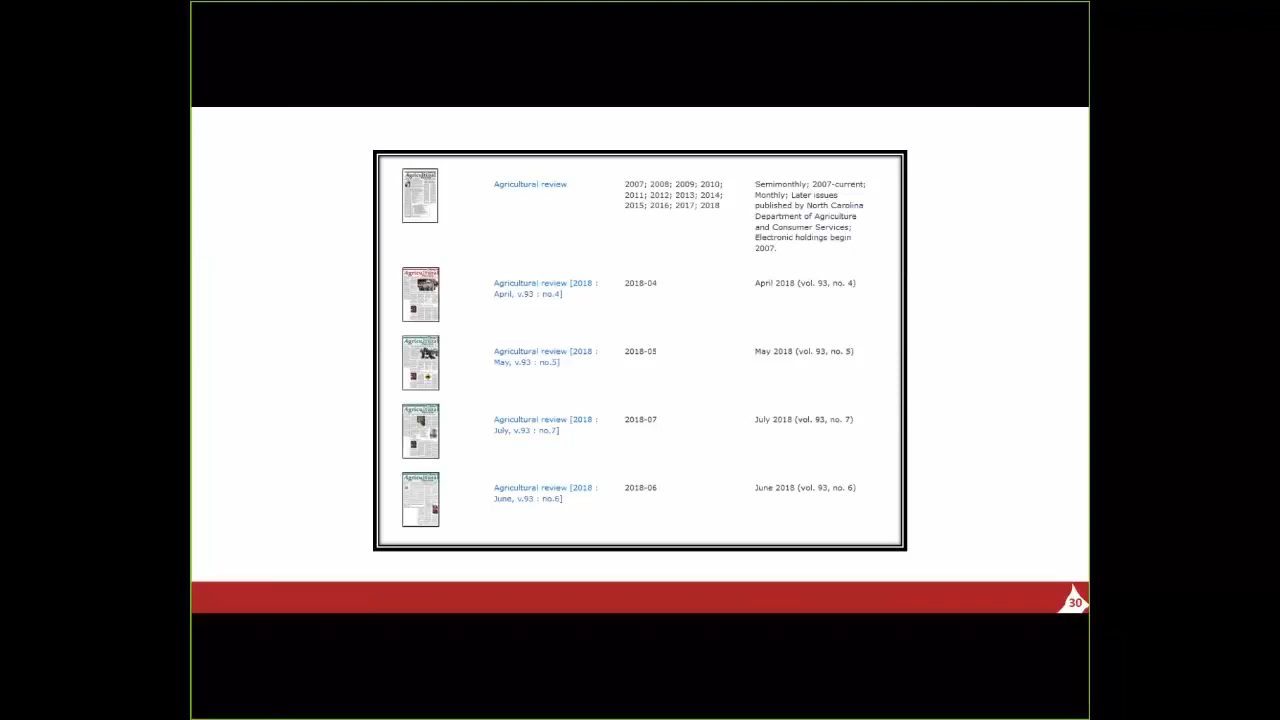 Agricultural review
2007; 2008; 2009; 2010;
2011; 2012; 2013; 2014;
2015; 2016; 2017; 2018
Semimonthly; 2007-current;
Monthly; Later issues
published by North Carolina
Department of Agriculture
and Consumer Services;
Electronic holdings begin
2007.
Agricultural review [2018 :
April, v.93 : no.4]
2018-04
April 2018 (vol. 93, no. 4)
Agricultural review [2018 :
May, v.93 : no.5]
2018-05
May 2018 (vol. 93, no. 5)
Agricultural review [2018 :
July, v.93 : no.7]
2018-07
July 2018 (vol. 93, no. 7)
Agricultural review [2018 :
June, v.93 : no.6]
2018-06
June 2018 (vol. 93, no. 6)
30